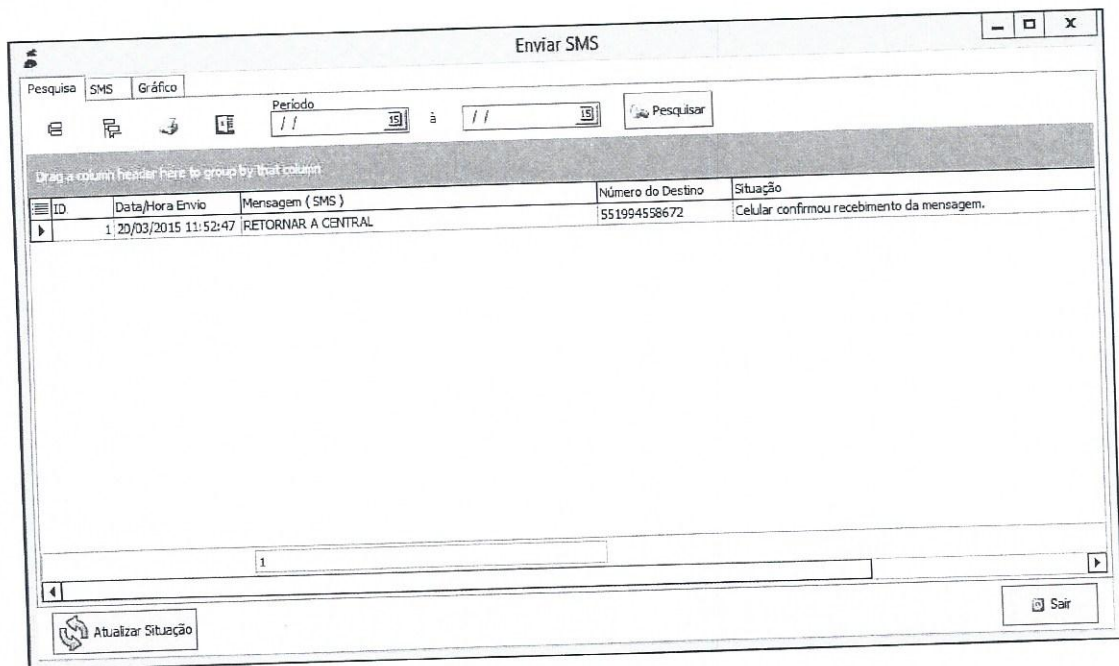 Enviar SMS
Pesquisa SMS Gráfico
Período
/ / 15 à / / 15 Pesquisar
Drag a column header here to group by that column
ID. Data/Hora Envio Mensagem ( SMS ) Número do Destino Situação
1 20/03/2015 11:52:47 RETORNAR A CENTRAL 551994558672 Celular confirmou recebimento da mensagem.
1
Atualizar Situação Sair